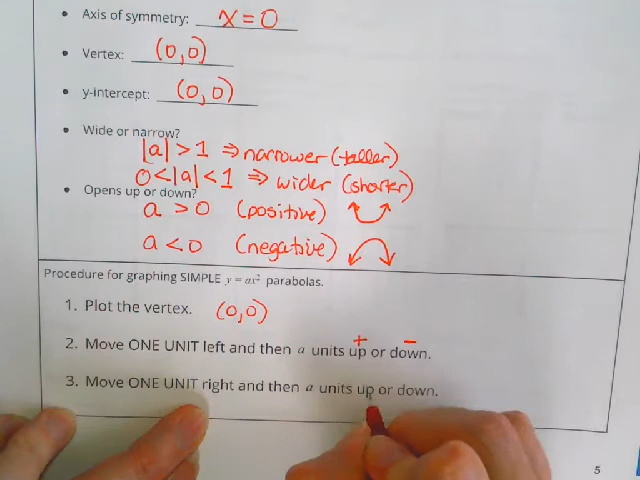 • Axis of symmetry: x = 0
• Vertex: (0,0)
• y-intercept: (0,0)
• Wide or narrow?
|a| > 1 ⇒ narrower (taller)
0 < |a| < 1 ⇒ wider (shorter)
• Opens up or down?
a > 0 (positive)
a < 0 (negative)
Procedure for graphing SIMPLE y = ax² parabolas.
1. Plot the vertex. (0,0)
+ −
2. Move ONE UNIT left and then a units up or down.
3. Move ONE UNIT right and then a units up or down.
5